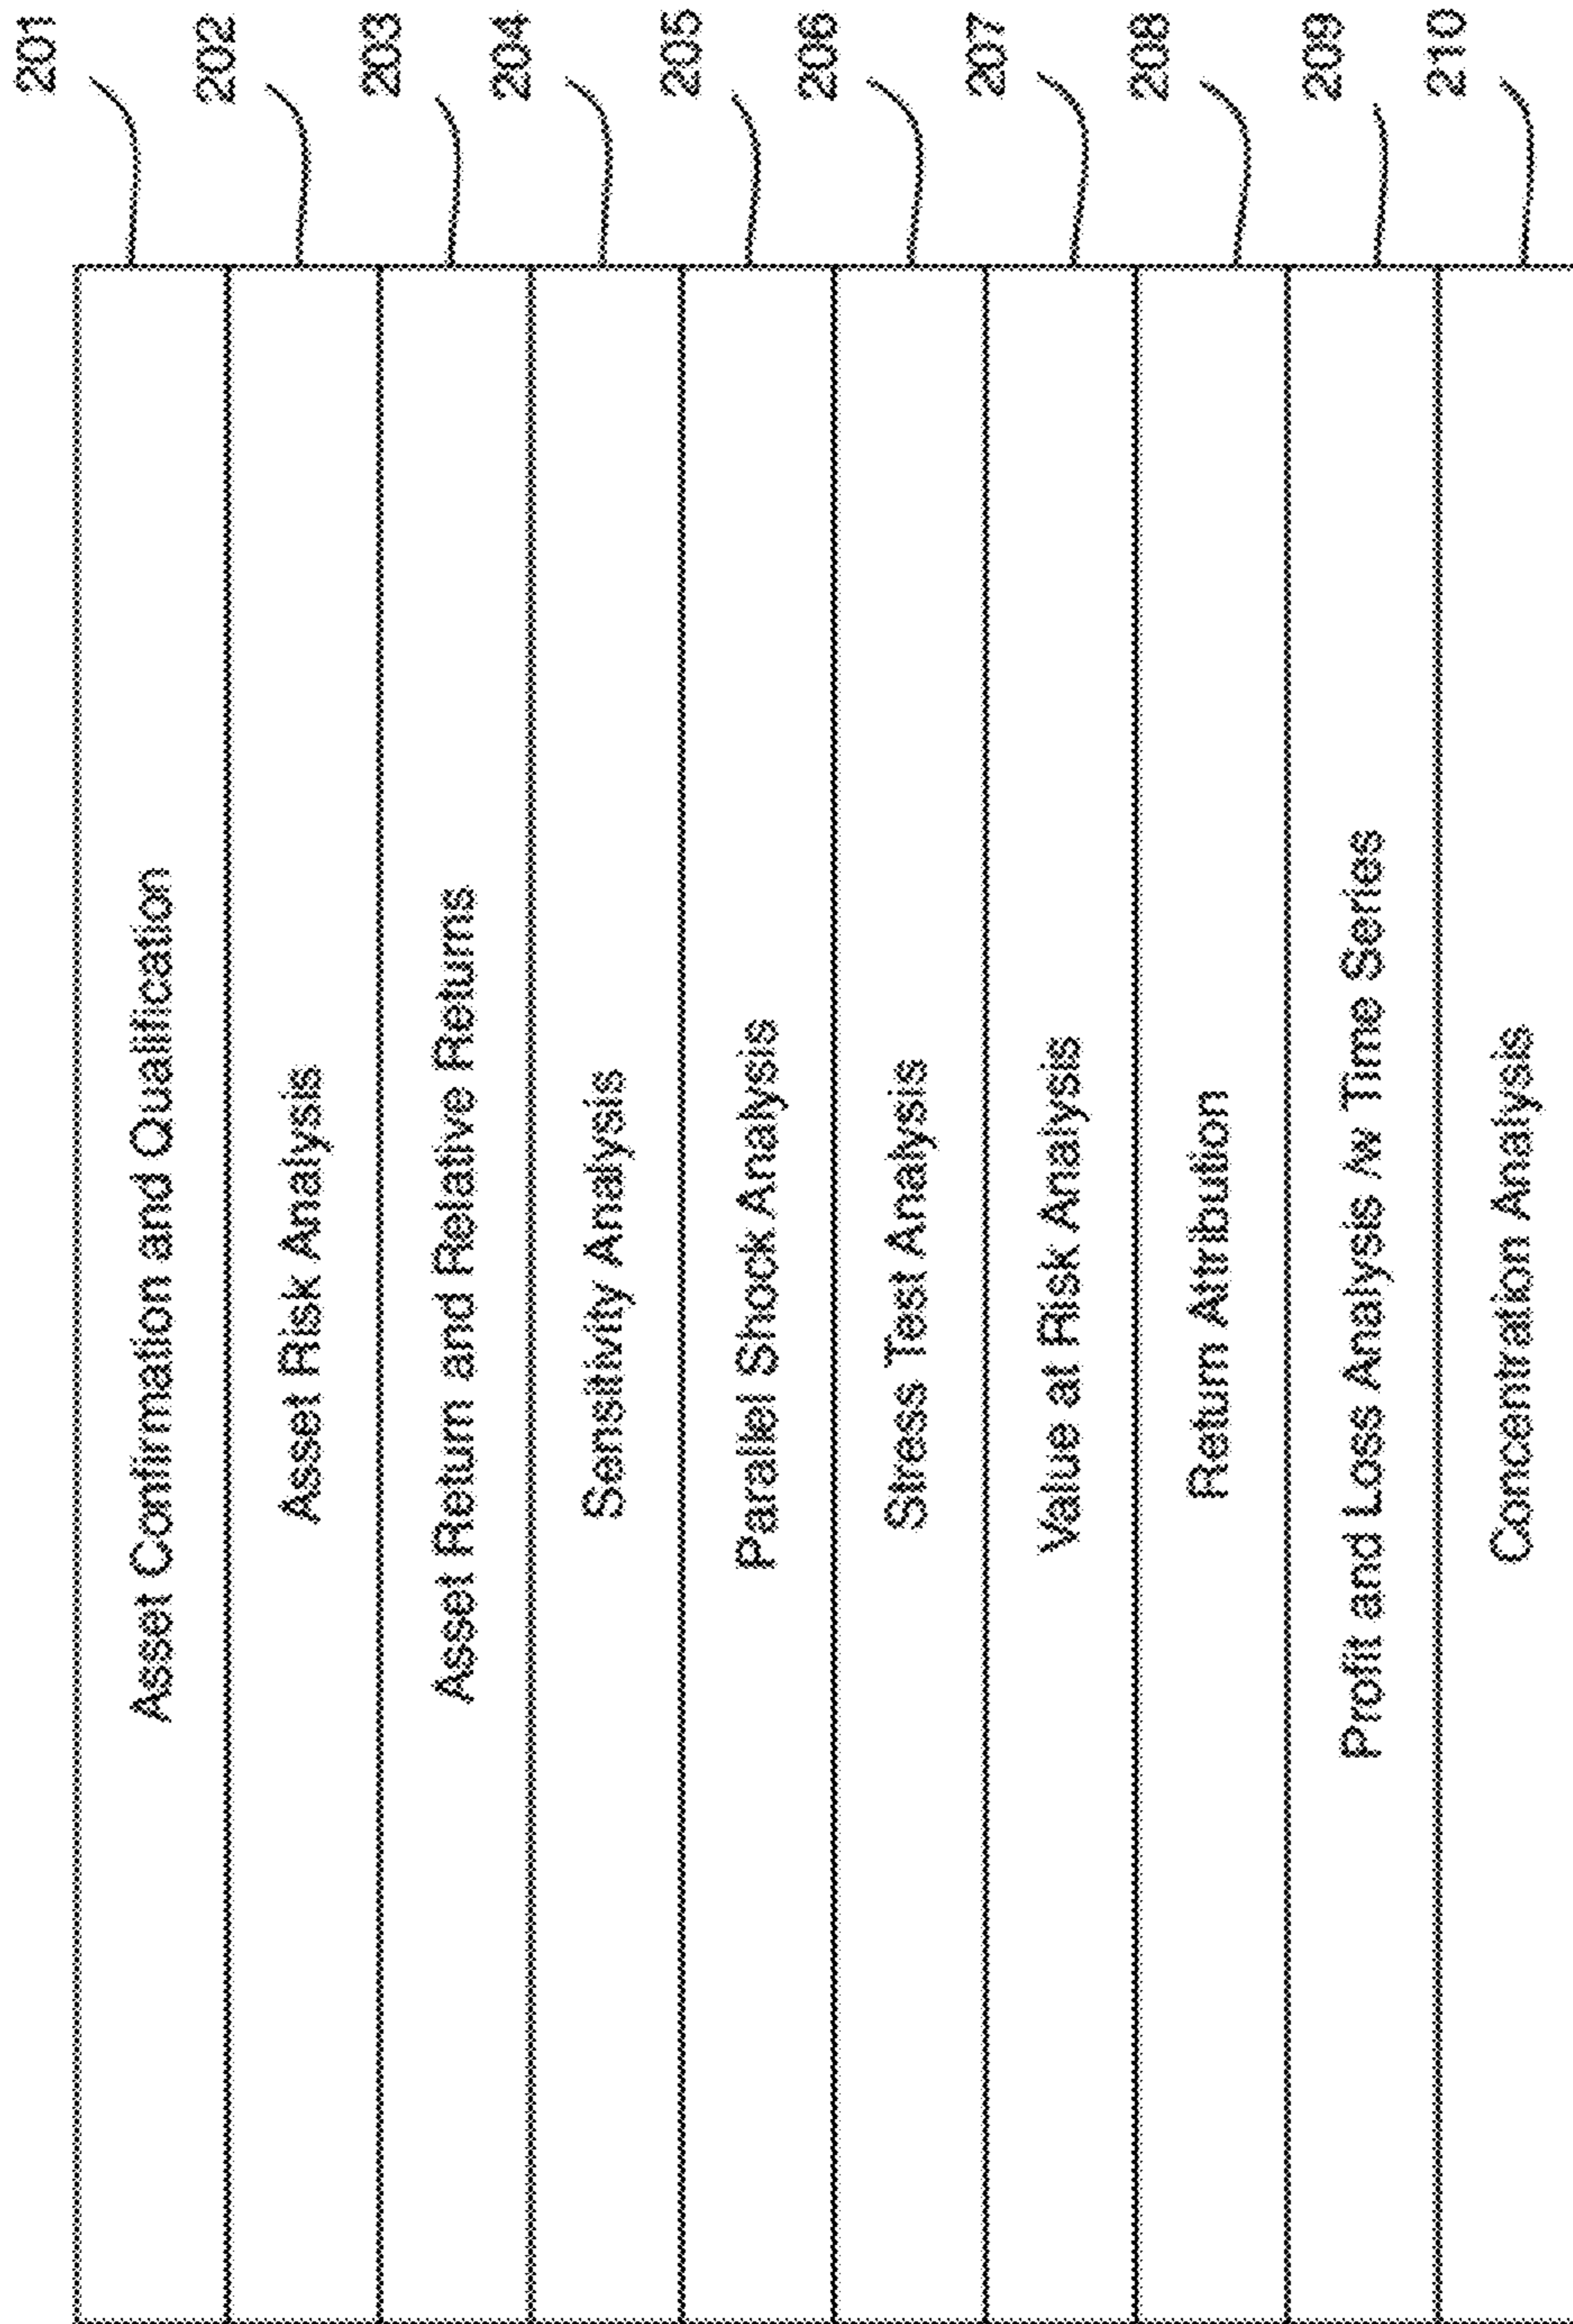 Asset Confirmation and Qualification 201
Asset Risk Analysis 202
Asset Return and Relative Returns 203
Sensitivity Analysis 204
Parallel Shock Analysis 205
Stress Test Analysis 206
Value at Risk Analysis 207
Return Attribution 208
Profit and Loss Analysis /w Time Series 209
Concentration Analysis 210